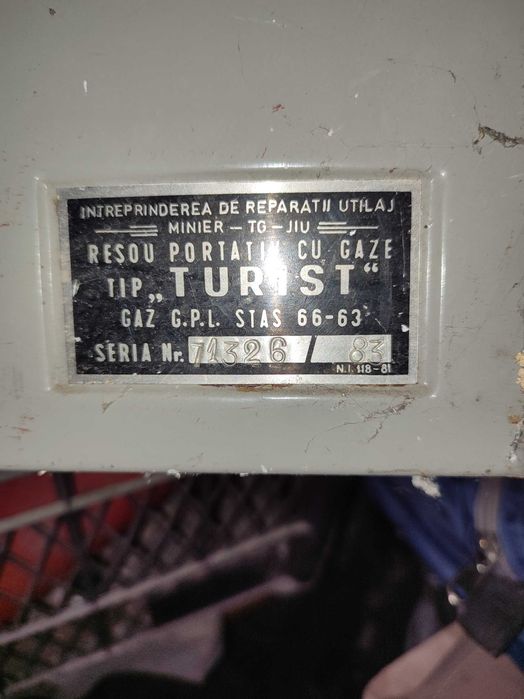 INTREPRINDEREA DE REPARATII UTILAJ
MINIER - TG - JIU
RESOU PORTATIV CU GAZE
TIP „TURIST“
GAZ G.P.L. STAS 66-63
SERIA Nr. 71326 / 83
N.I. 118-81